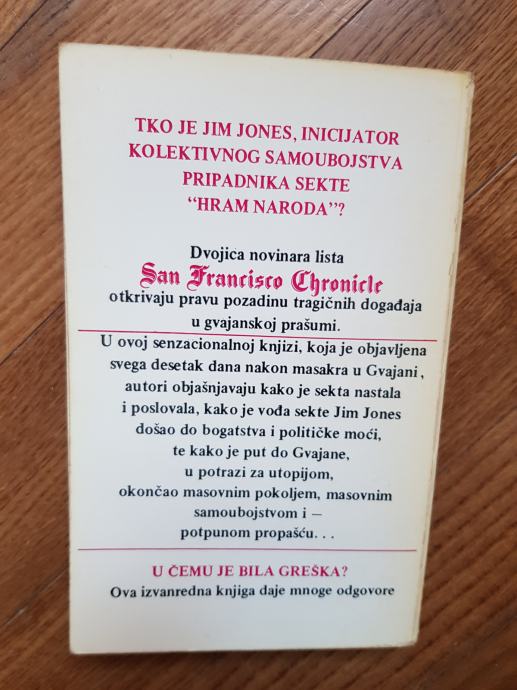 TKO JE JIM JONES, INICIJATOR
KOLEKTIVNOG SAMOUBOJSTVA
PRIPADNIKA SEKTE
“HRAM NARODA”?
Dvojica novinara lista
San Francisco Chronicle
otkrivaju pravu pozadinu tragičnih događaja
u gvajanskoj prašumi.
U ovoj senzacionalnoj knjizi, koja je objavljena
svega desetak dana nakon masakra u Gvajani,
autori objašnjavaju kako je sekta nastala
i poslovala, kako je vođa sekte Jim Jones
došao do bogatstva i političke moći,
te kako je put do Gvajane,
u potrazi za utopijom,
okončao masovnim pokoljem, masovnim
samoubojstvom i —
potpunom propašću. . .
U ČEMU JE BILA GREŠKA?
Ova izvanredna knjiga daje mnoge odgovore